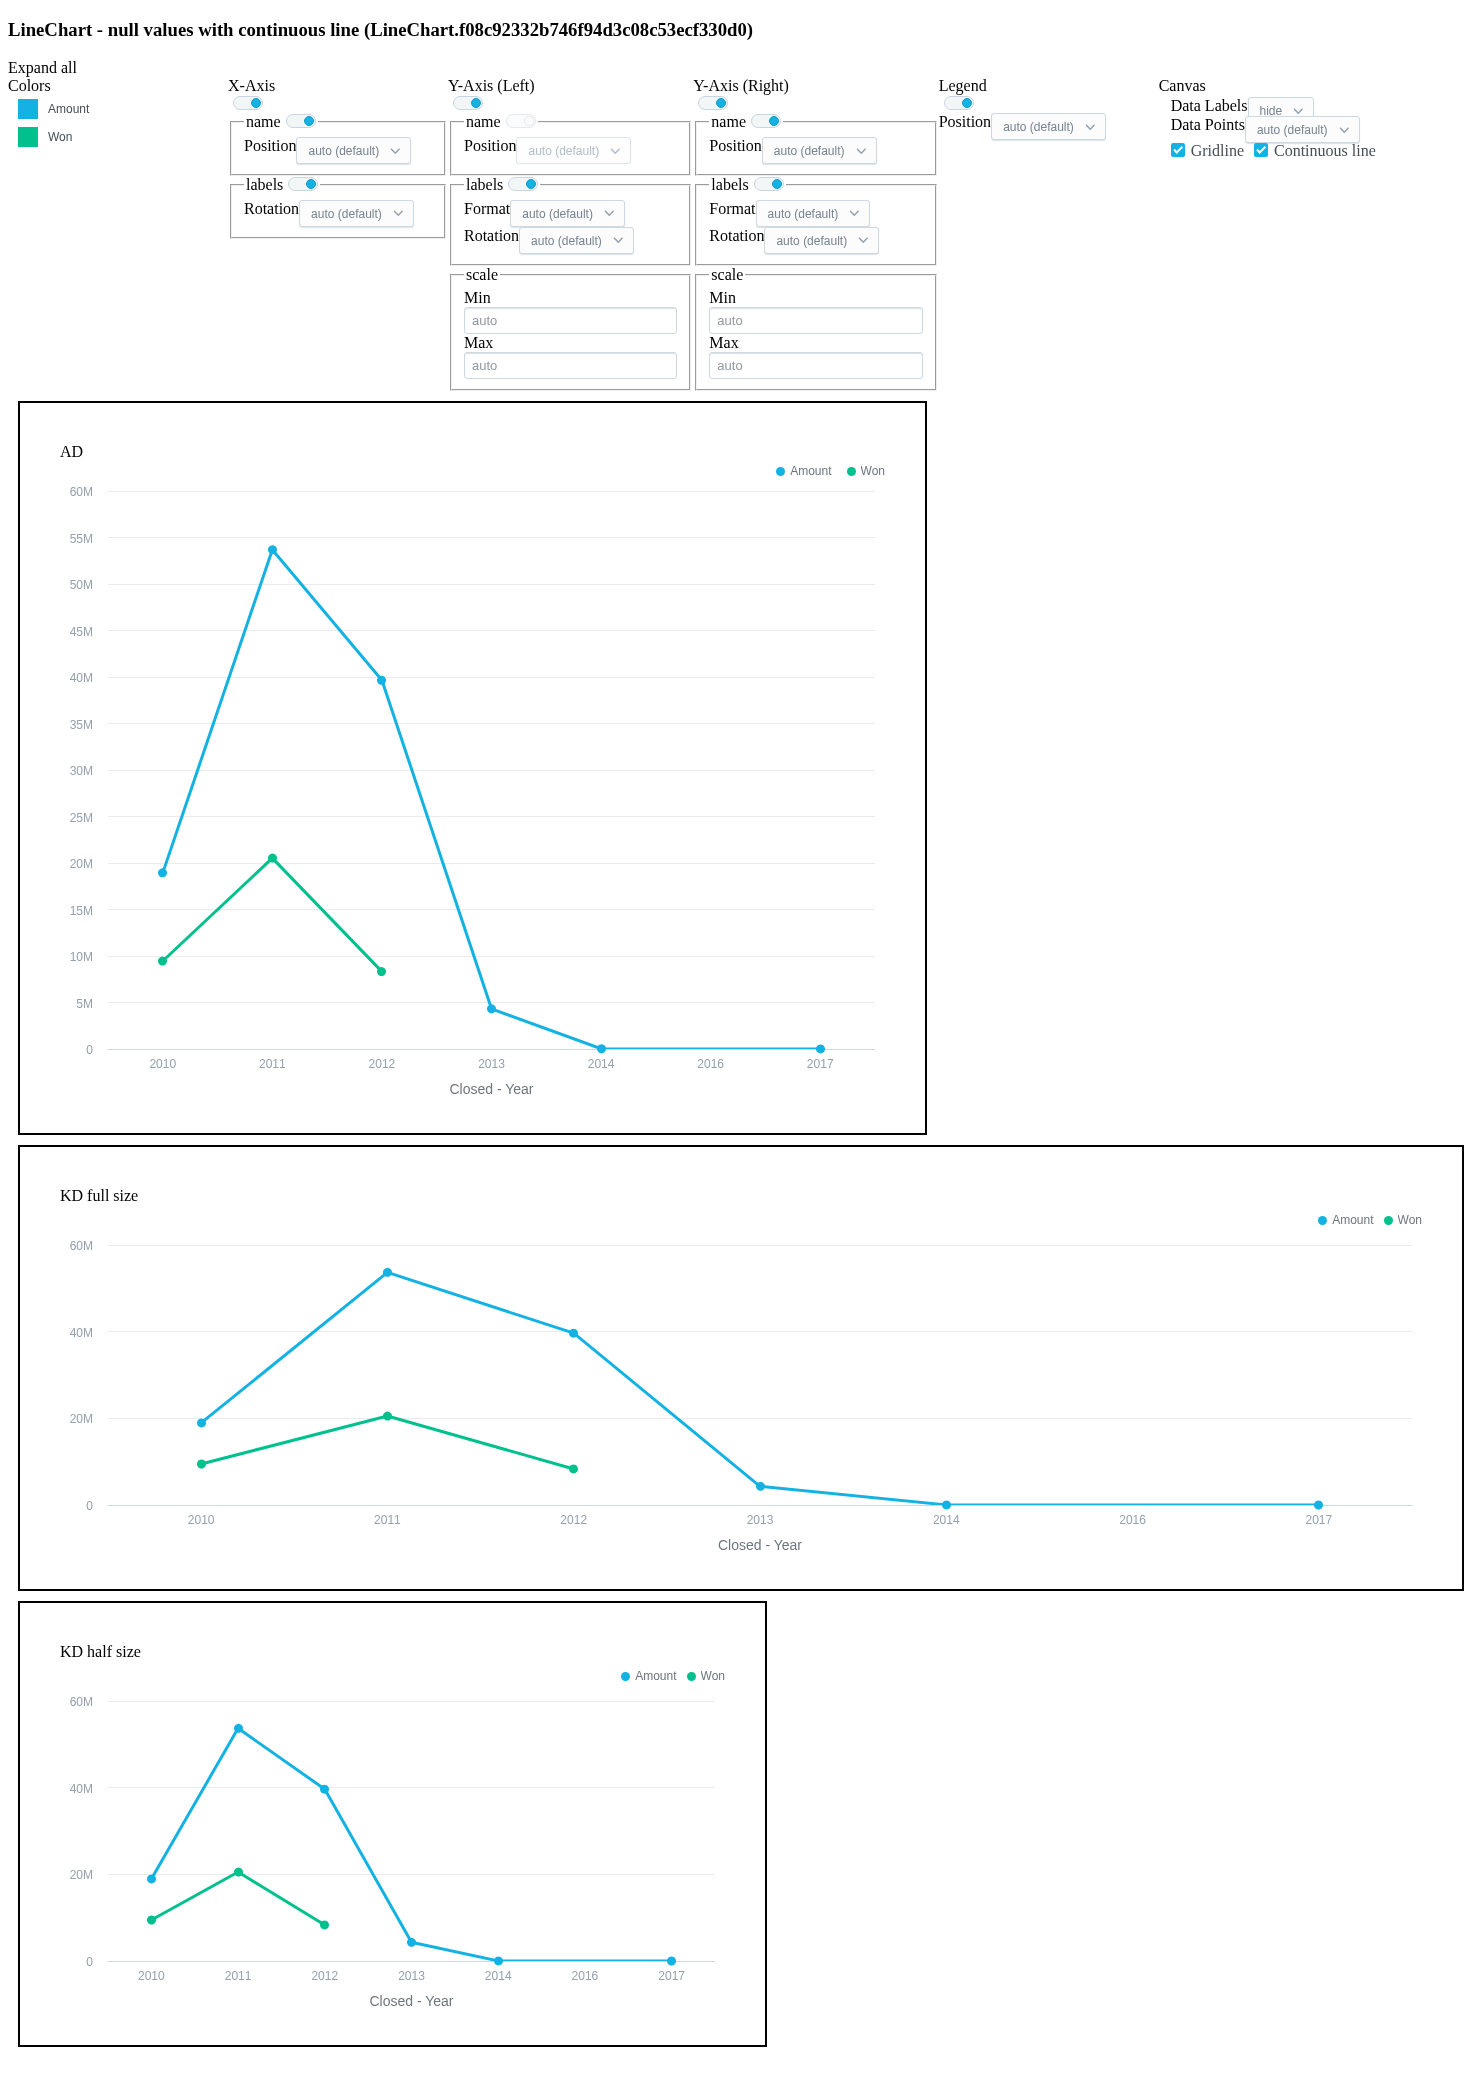 LineChart - null values with continuous line (LineChart.f08c92332b746f94d3c08c53ecf330d0)
Expand all
Colors
Amount
Won
X-Axis
name
Position auto (default)
labels
Rotation auto (default)
Y-Axis (Left)
name
Position auto (default)
labels
Format auto (default)
Rotation auto (default)
scale
Min
auto
Max
auto
Y-Axis (Right)
name
Position auto (default)
labels
Format auto (default)
Rotation auto (default)
scale
Min
auto
Max
auto
Legend
Position auto (default)
Canvas
Data Labels hide
Data Points auto (default)
Gridline Continuous line
AD
Amount Won
60M
55M
50M
45M
40M
35M
30M
25M
20M
15M
10M
5M
0
2010 2011 2012 2013 2014 2016 2017
Closed - Year
KD full size
Amount Won
60M
40M
20M
0
2010 2011 2012 2013 2014 2016 2017
Closed - Year
KD half size
Amount Won
60M
40M
20M
0
2010 2011 2012 2013 2014 2016 2017
Closed - Year